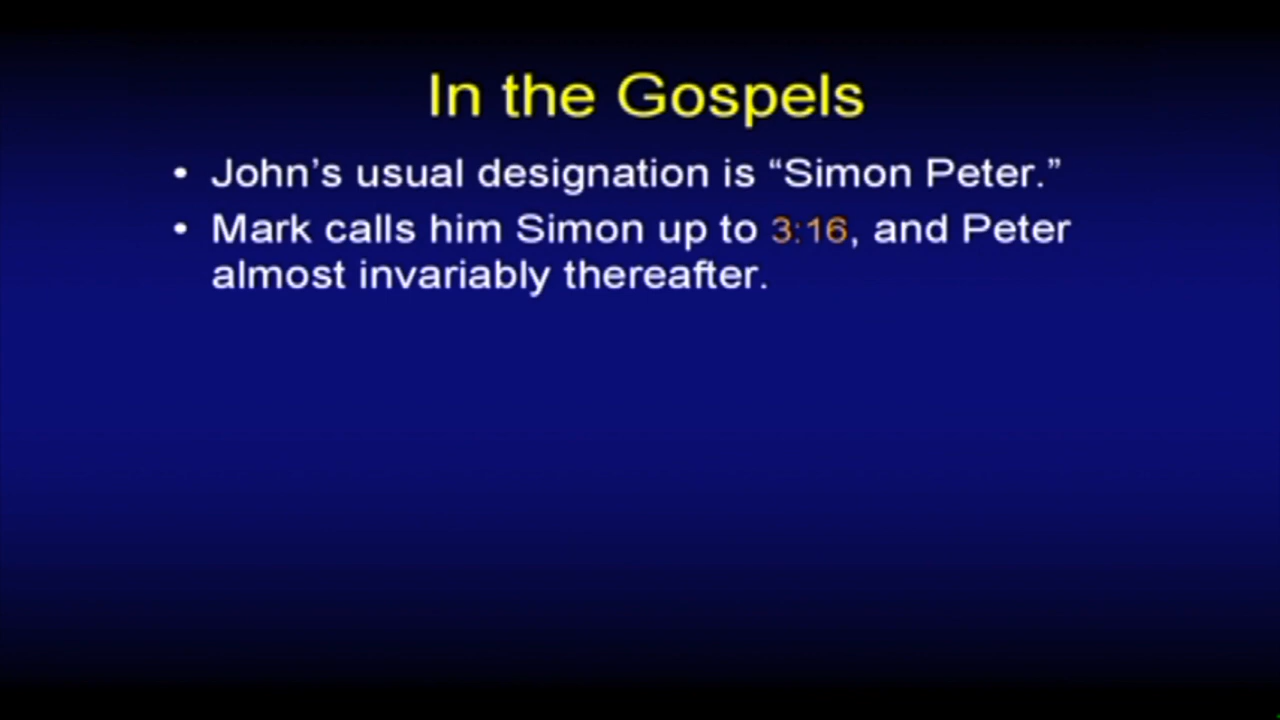 In the Gospels
• John’s usual designation is “Simon Peter.”
• Mark calls him Simon up to 3:16, and Peter
almost invariably thereafter.